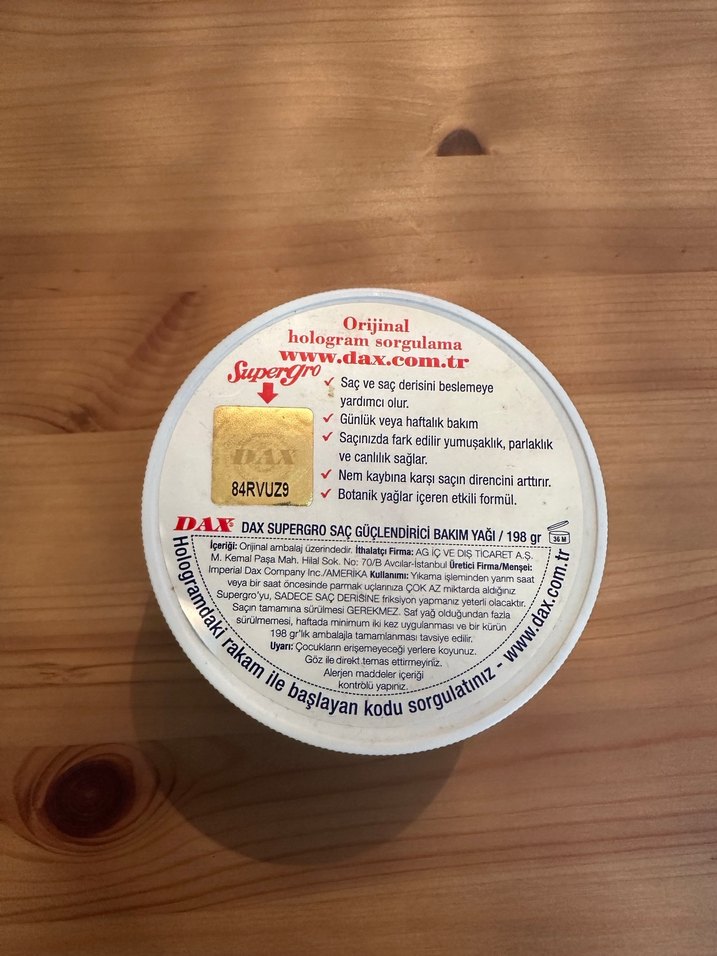 Orijinal
hologram sorgulama
www.dax.com.tr
SuperGro
✓ Saç ve saç derisini beslemeye
yardımcı olur.
✓ Günlük veya haftalık bakım
✓ Saçınızda fark edilir yumuşaklık, parlaklık
ve canlılık sağlar.
✓ Nem kaybına karşı saçın direncini arttırır.
✓ Botanik yağlar içeren etkili formül.
DAX
84RVUZ9
DAX DAX SUPERGRO SAÇ GÜÇLENDİRİCİ BAKIM YAĞI / 198 gr 36 M
İçeriği: Orijinal ambalaj üzerindedir. İthalatçı Firma: AG İÇ VE DIŞ TİCARET A.Ş.
M. Kemal Paşa Mah. Hilal Sok. No: 70/B Avcılar-İstanbul Üretici Firma/Menşei:
Imperial Dax Company Inc./AMERİKA Kullanımı: Yıkama işleminden yarım saat
veya bir saat öncesinde parmak uçlarınıza ÇOK AZ miktarda aldığınız
Supergro'yu, SADECE SAÇ DERİSİNE friksiyon yapmanız yeterli olacaktır.
Saçın tamamına sürülmesi GEREKMEZ. Saf yağ olduğundan fazla
sürülmemesi, haftada minimum iki kez uygulanması ve bir kürün
198 gr'lık ambalajla tamamlanması tavsiye edilir.
Uyarı: Çocukların erişemeyeceği yerlere koyunuz.
Göz ile direkt temas ettirmeyiniz.
Alerjen maddeler içeriği
kontrolü yapınız.
Hologramdaki rakam ile başlayan kodu sorgulatınız - www.dax.com.tr